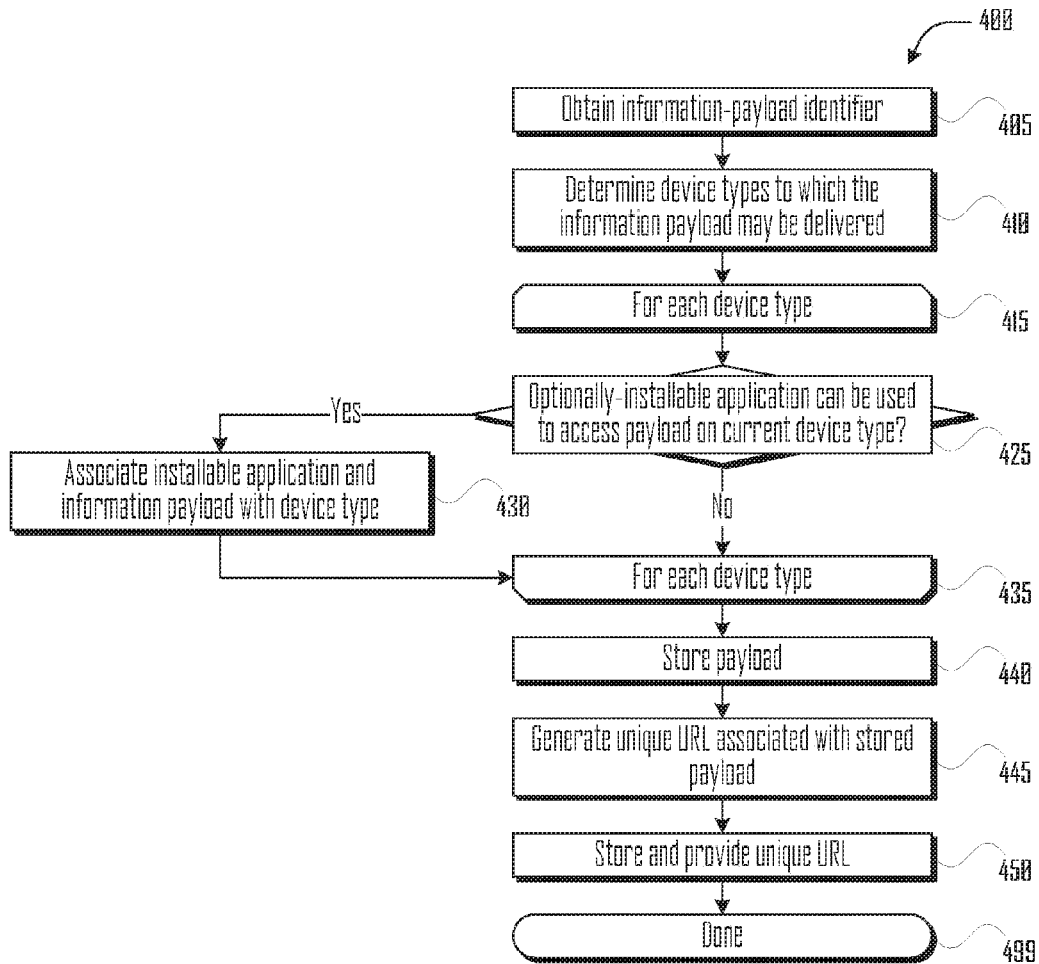 400
Obtain information-payload identifier
405
Determine device types to which the
information payload may be delivered
410
For each device type
415
Optionally-installable application can be used
to access payload on current device type?
425
Yes
Associate installable application and
information payload with device type
430
No
For each device type
435
Store payload
440
Generate unique URL associated with stored
payload
445
Store and provide unique URL
450
Done
499